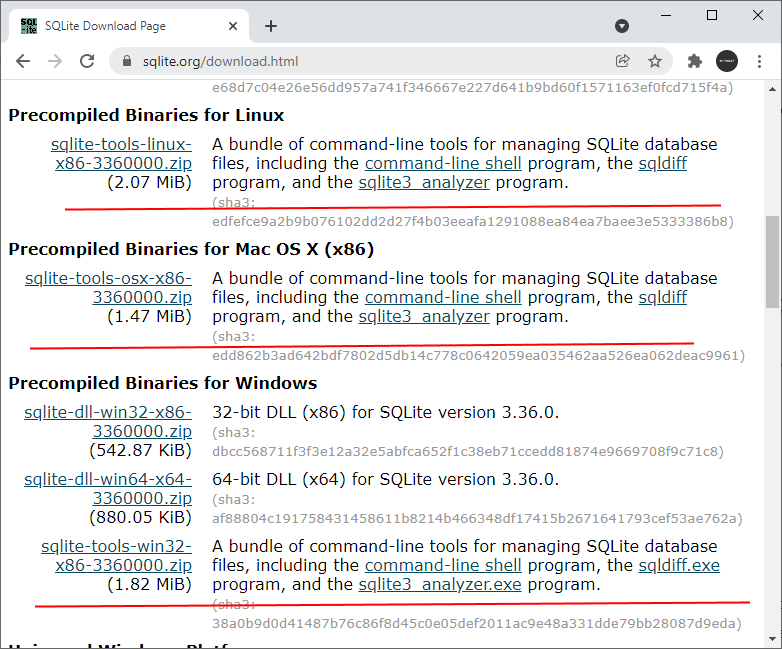 SQLite Download Page
sqlite.org/download.html
e68d7c04e26e56dd957a741f346667e227d641b9bd60f1571163ef0fcd715f4a)
Precompiled Binaries for Linux
sqlite-tools-linux-
x86-3360000.zip
(2.07 MiB)
A bundle of command-line tools for managing SQLite database
files, including the command-line shell program, the sqldiff
program, and the sqlite3_analyzer program.
(sha3:
edfefce9a2b9b076102dd2d27f4b03eeafa1291088ea84ea7baee3e5333386b8)
Precompiled Binaries for Mac OS X (x86)
sqlite-tools-osx-x86-
3360000.zip
(1.47 MiB)
A bundle of command-line tools for managing SQLite database
files, including the command-line shell program, the sqldiff
program, and the sqlite3_analyzer program.
(sha3:
edd862b3ad642bdf7802d5db14c778c0642059ea035462aa526ea062deac9961)
Precompiled Binaries for Windows
sqlite-dll-win32-x86-
3360000.zip
(542.87 KiB)
32-bit DLL (x86) for SQLite version 3.36.0.
(sha3:
dbcc568711f3f3e12a32e5abfca652f1c38eb71ccedd81874e9669708f9c71c8)
sqlite-dll-win64-x64-
3360000.zip
(880.05 KiB)
64-bit DLL (x64) for SQLite version 3.36.0.
(sha3:
af88804c191758431458611b8214b466348df17415b2671641793cef53ae762a)
sqlite-tools-win32-
x86-3360000.zip
(1.82 MiB)
A bundle of command-line tools for managing SQLite database
files, including the command-line shell program, the sqldiff.exe
program, and the sqlite3_analyzer.exe program.
(sha3:
38a0b9d0d41487b76c86f8d45c0e05def2011ac9e48a331dde79bb28087d9eda)